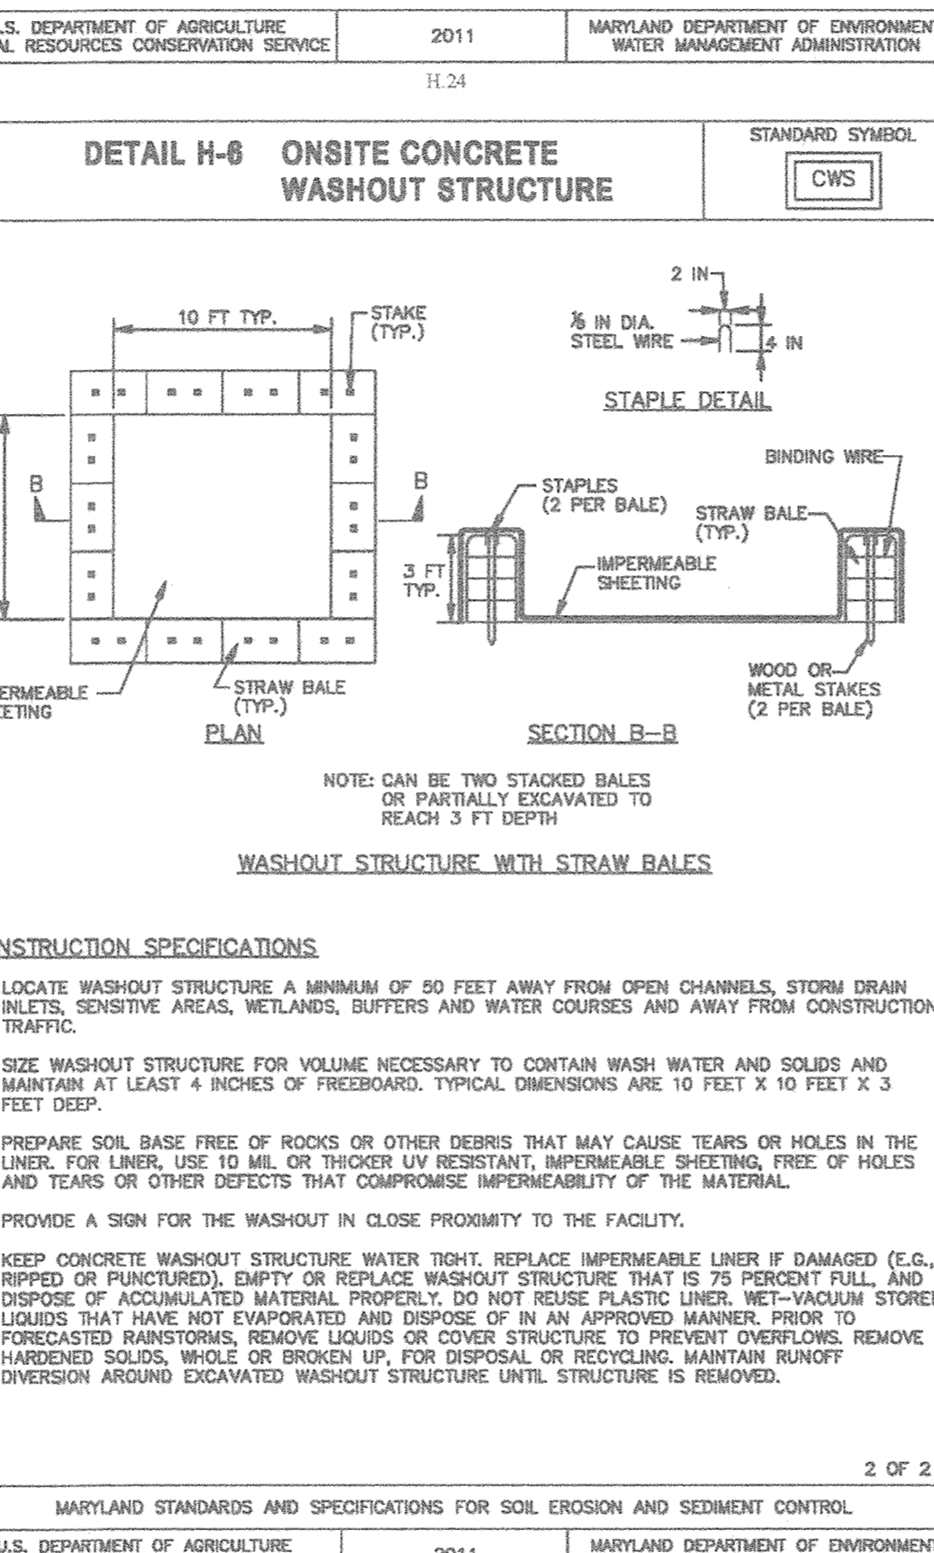 .S. DEPARTMENT OF AGRICULTURE
AL RESOURCES CONSERVATION SERVICE
2011
MARYLAND DEPARTMENT OF ENVIRONMENT
WATER MANAGEMENT ADMINISTRATION
H.24
DETAIL H-6 ONSITE CONCRETE
WASHOUT STRUCTURE
STANDARD SYMBOL
CWS
10 FT TYP.
STAKE
(TYP.)
2 IN
⅛ IN DIA.
STEEL WIRE
4 IN
STAPLE DETAIL
B
B
BINDING WIRE
STAPLES
(2 PER BALE)
STRAW BALE
(TYP.)
3 FT
TYP.
IMPERMEABLE
SHEETING
ERMEABLE
EETING
STRAW BALE
(TYP.)
WOOD OR
METAL STAKES
(2 PER BALE)
PLAN
SECTION B-B
NOTE: CAN BE TWO STACKED BALES
OR PARTIALLY EXCAVATED TO
REACH 3 FT DEPTH
WASHOUT STRUCTURE WITH STRAW BALES
NSTRUCTION SPECIFICATIONS
LOCATE WASHOUT STRUCTURE A MINIMUM OF 50 FEET AWAY FROM OPEN CHANNELS, STORM DRAIN
INLETS, SENSITIVE AREAS, WETLANDS, BUFFERS AND WATER COURSES AND AWAY FROM CONSTRUCTION
TRAFFIC.
SIZE WASHOUT STRUCTURE FOR VOLUME NECESSARY TO CONTAIN WASH WATER AND SOLIDS AND
MAINTAIN AT LEAST 4 INCHES OF FREEBOARD. TYPICAL DIMENSIONS ARE 10 FEET X 10 FEET X 3
FEET DEEP.
PREPARE SOIL BASE FREE OF ROCKS OR OTHER DEBRIS THAT MAY CAUSE TEARS OR HOLES IN THE
LINER. FOR LINER, USE 10 MIL OR THICKER UV RESISTANT, IMPERMEABLE SHEETING, FREE OF HOLES
AND TEARS OR OTHER DEFECTS THAT COMPROMISE IMPERMEABILITY OF THE MATERIAL.
PROVIDE A SIGN FOR THE WASHOUT IN CLOSE PROXIMITY TO THE FACILITY.
KEEP CONCRETE WASHOUT STRUCTURE WATER TIGHT. REPLACE IMPERMEABLE LINER IF DAMAGED (E.G.,
RIPPED OR PUNCTURED). EMPTY OR REPLACE WASHOUT STRUCTURE THAT IS 75 PERCENT FULL, AND
DISPOSE OF ACCUMULATED MATERIAL PROPERLY. DO NOT REUSE PLASTIC LINER. WET-VACUUM STORE
LIQUIDS THAT HAVE NOT EVAPORATED AND DISPOSE OF IN AN APPROVED MANNER. PRIOR TO
FORECASTED RAINSTORMS, REMOVE LIQUIDS OR COVER STRUCTURE TO PREVENT OVERFLOWS. REMOVE
HARDENED SOLIDS, WHOLE OR BROKEN UP, FOR DISPOSAL OR RECYCLING. MAINTAIN RUNOFF
DIVERSION AROUND EXCAVATED WASHOUT STRUCTURE UNTIL STRUCTURE IS REMOVED.
2 OF 2
MARYLAND STANDARDS AND SPECIFICATIONS FOR SOIL EROSION AND SEDIMENT CONTROL
U.S. DEPARTMENT OF AGRICULTURE
2011
MARYLAND DEPARTMENT OF ENVIRONMENT